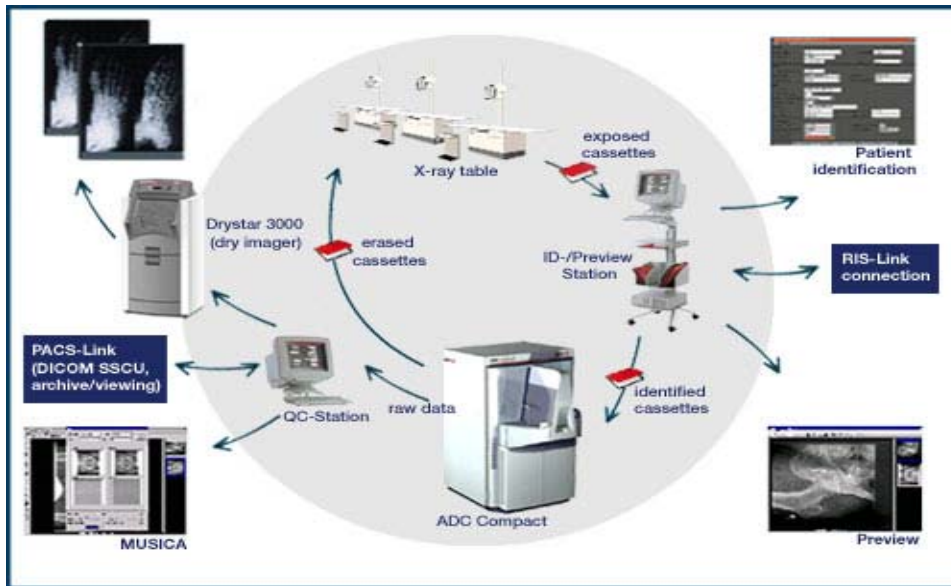 X-ray table
exposed
cassettes
Patient
identification
Drystar 3000
(dry imager)
erased
cassettes
ID-/Preview
Station
RIS-Link
connection
PACS-Link
(DICOM SSCU,
archive/viewing)
QC-Station
raw data
identified
cassettes
ADC Compact
MUSICA
Preview